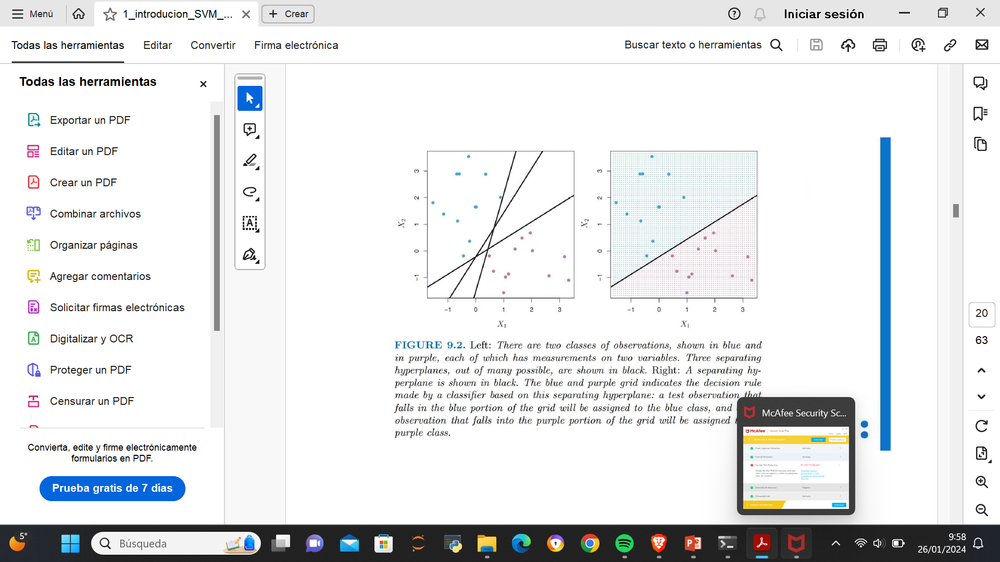 Menú
1_introducion_SVM_...
Crear
Iniciar sesión
Todas las herramientas
Editar
Convertir
Firma electrónica
Buscar texto o herramientas
Todas las herramientas
Exportar un PDF
Editar un PDF
Crear un PDF
Combinar archivos
Organizar páginas
Agregar comentarios
Solicitar firmas electrónicas
Digitalizar y OCR
Proteger un PDF
Censurar un PDF
Convierta, edite y firme electrónicamente
formularios en PDF.
Prueba gratis de 7 días
3
2
1
0
−1
X₂
−1 0 1 2 3
X₁
3
2
1
0
−1
X₂
−1 0 1 2 3
X₁
FIGURE 9.2. Left: There are two classes of observations, shown in blue and
in purple, each of which has measurements on two variables. Three separating
hyperplanes, out of many possible, are shown in black. Right: A separating hy-
perplane is shown in black. The blue and purple grid indicates the decision rule
made by a classifier based on this separating hyperplane: a test observation that
falls in the blue portion of the grid will be assigned to the blue class, and
observation that falls into the purple portion of the grid will be assigned
purple class.
McAfee Security Sc...
McAfee
20
63
5°
Búsqueda
9:58
26/01/2024